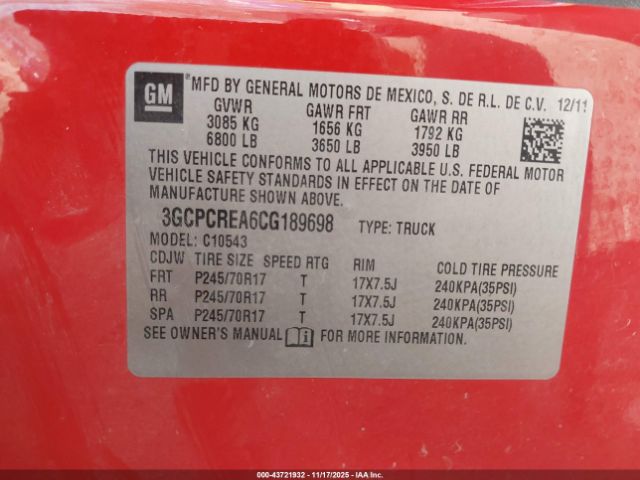 GM
® MFD BY GENERAL MOTORS DE MEXICO, S. DE R.L. DE C.V. 12/11
GVWR GAWR FRT GAWR RR
3085 KG 1656 KG 1792 KG
6800 LB 3650 LB 3950 LB
THIS VEHICLE CONFORMS TO ALL APPLICABLE U.S. FEDERAL MOTOR
VEHICLE SAFETY STANDARDS IN EFFECT ON THE DATE OF
MANUFACTURE SHOWN ABOVE.
3GCPCREA6CG189698 TYPE: TRUCK
MODEL: C10543
CDJW TIRE SIZE SPEED RTG RIM COLD TIRE PRESSURE
FRT P245/70R17 T 17X7.5J 240KPA(35PSI)
RR P245/70R17 T 17X7.5J 240KPA(35PSI)
SPA P245/70R17 T 17X7.5J 240KPA(35PSI)
SEE OWNER'S MANUAL FOR MORE INFORMATION.
000-43721932 - 11/17/2025 - IAAI.COM